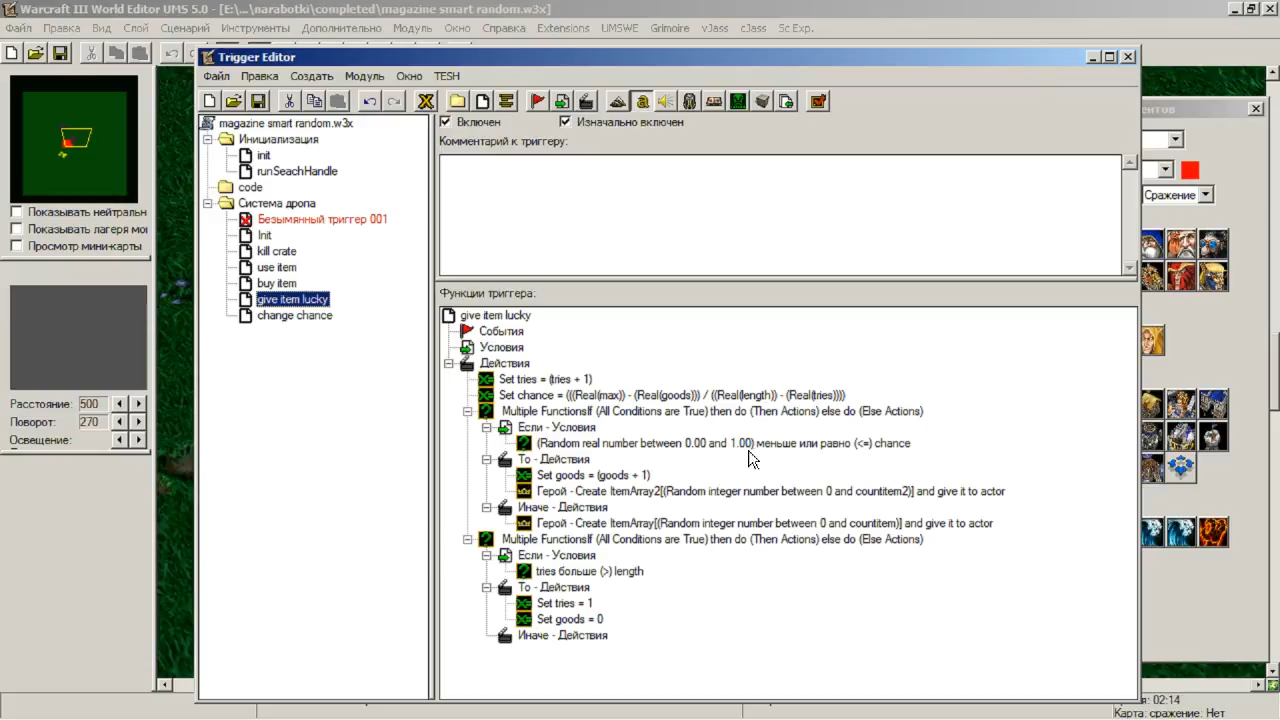 Warcraft III World Editor UMS 5.0 - [E:\...\narabotki\completed\magazine smart random.w3x]
Файл Правка Вид Слой Сценарий Инструменты Дополнительно Модуль Окно Справка Extensions UMSWE Grimoire vJass cJass Sc Exp.
Trigger Editor
Файл Правка Создать Модуль Окно TESH
magazine smart random.w3x
Инициализация
init
runSeachHandle
code
Система дропа
Безымянный триггер 001
Init
kill crate
use item
buy item
give item lucky
change chance
Включен Изначально включен
Комментарий к триггеру:
Функции триггера:
give item lucky
События
Условия
Действия
Set tries = (tries + 1)
Set chance = (((Real(max)) - (Real(goods))) / ((Real(length)) - (Real(tries))))
Multiple FunctionsIf (All Conditions are True) then do (Then Actions) else do (Else Actions)
Если - Условия
(Random real number between 0.00 and 1.00) меньше или равно (<=) chance
То - Действия
Set goods = (goods + 1)
Герой - Create ItemArray2[(Random integer number between 0 and countitem2)] and give it to actor
Иначе - Действия
Герой - Create ItemArray[(Random integer number between 0 and countitem)] and give it to actor
Multiple FunctionsIf (All Conditions are True) then do (Then Actions) else do (Else Actions)
Если - Условия
tries больше (>) length
То - Действия
Set tries = 1
Set goods = 0
Иначе - Действия
Показывать нейтральн
Показывать лагеря мо
Просмотр мини-карты
Расстояние: 500
Поворот: 270
Освещение:
ентов
Сражение
я: 02:14
Карта: сражение: Нет